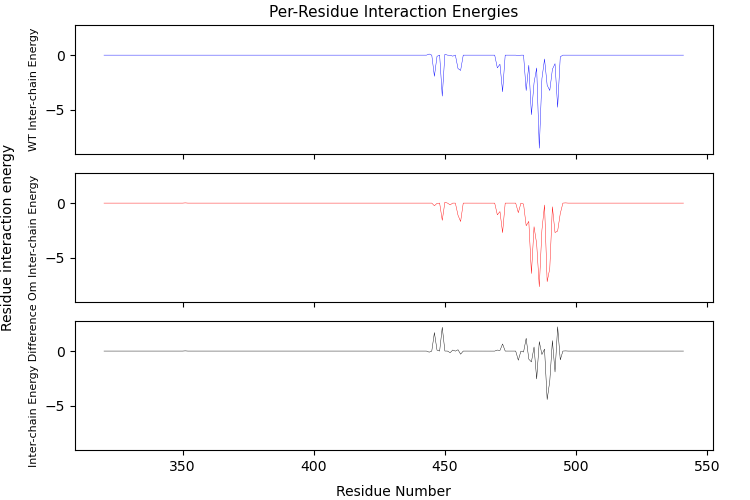 Per-Residue Interaction Energies
Residue interaction energy
WT Inter-chain Energy
0
−5
Om Inter-chain Energy
0
−5
Inter-chain Energy Difference
0
−5
350
400
450
500
550
Residue Number